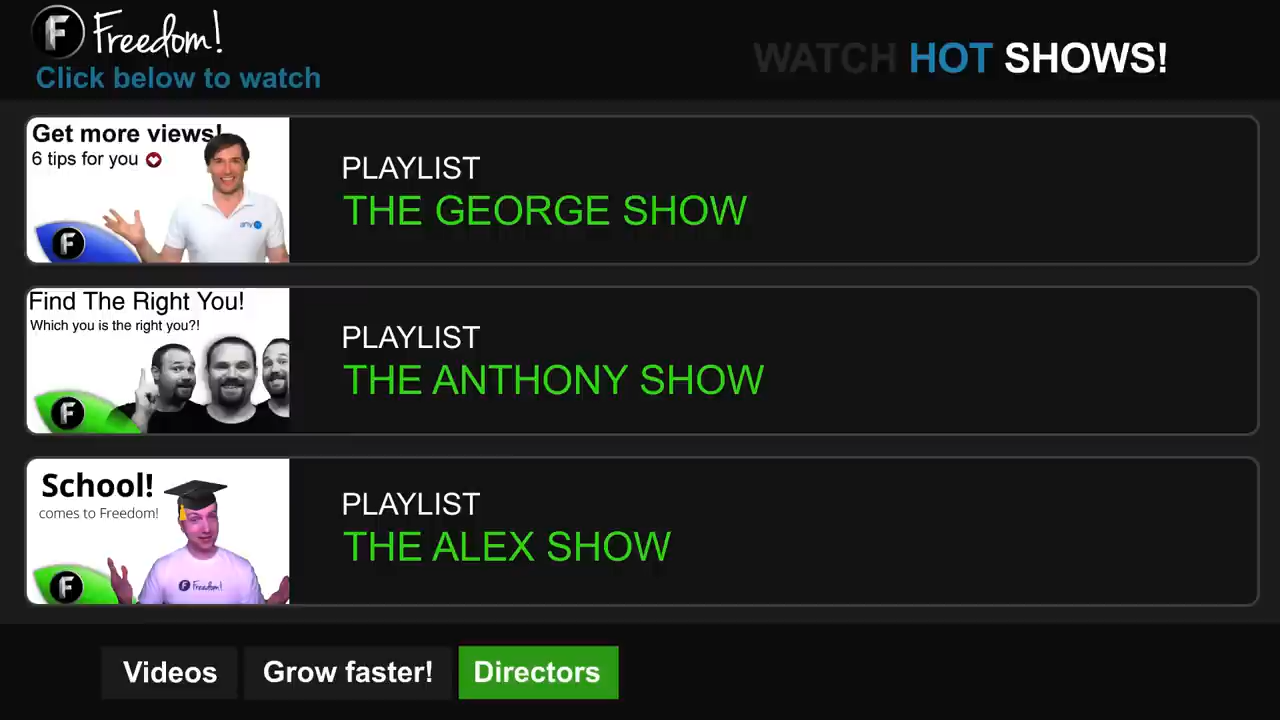 F Freedom!
Click below to watch
WATCH HOT SHOWS!
Get more views!
6 tips for you
any
F
PLAYLIST
THE GEORGE SHOW
Find The Right You!
Which you is the right you?!
F
PLAYLIST
THE ANTHONY SHOW
School!
comes to Freedom!
F Freedom!
F
PLAYLIST
THE ALEX SHOW
Videos
Grow faster!
Directors